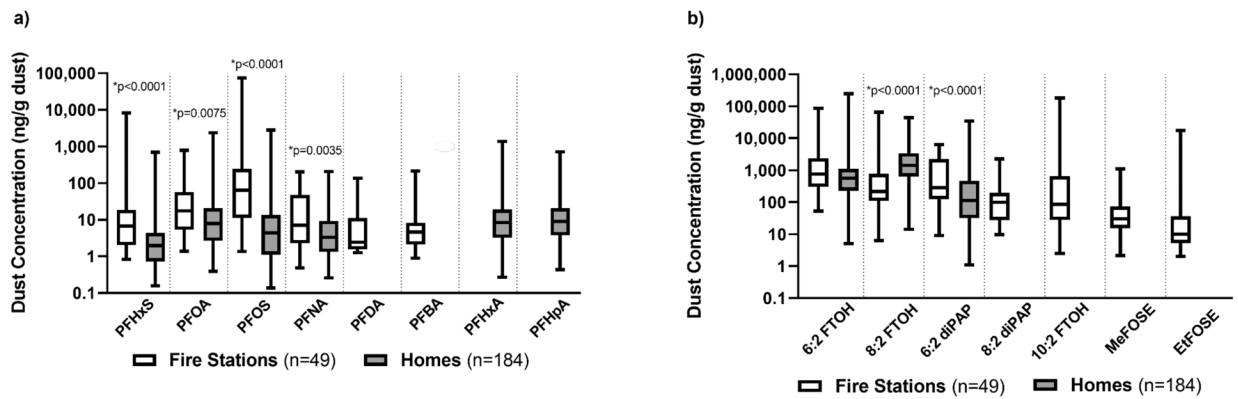 a)
Dust Concentration (ng/g dust)
100,000
10,000
1,000
100
10
1
0.1
*p<0.0001
*p=0.0075
*p<0.0001
*p=0.0035
PFHxS
PFOA
PFOS
PFNA
PFDA
PFBA
PFHxA
PFHpA
Fire Stations (n=49) Homes (n=184)
b)
Dust Concentration (ng/g dust)
1,000,000
100,000
10,000
1,000
100
10
1
0.1
*p<0.0001
*p<0.0001
6:2 FTOH
8:2 FTOH
6:2 diPAP
8:2 diPAP
10:2 FTOH
MeFOSE
EtFOSE
Fire Stations (n=49) Homes (n=184)